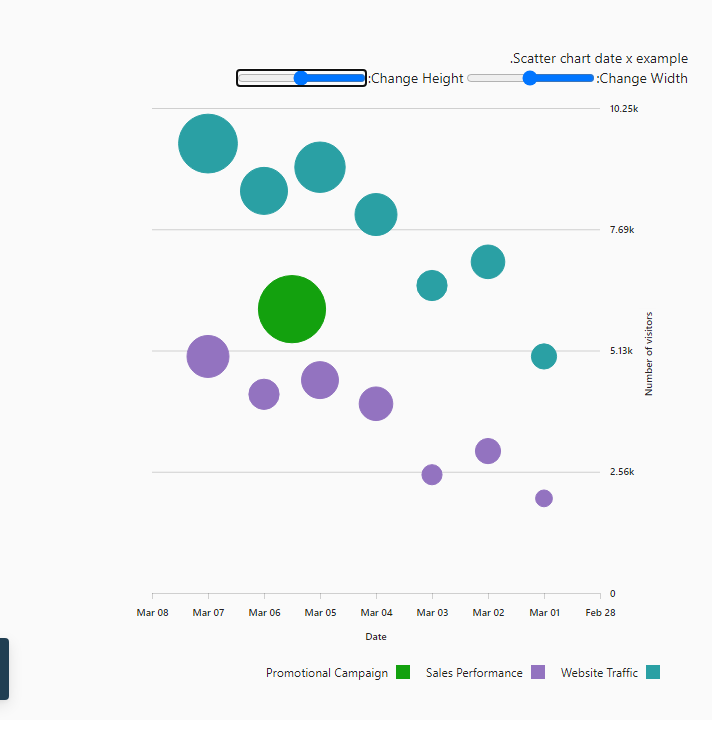 .Scatter chart date x example
:Change Height :Change Width
10.25k
7.69k
5.13k
2.56k
0
Number of visitors
Mar 08 Mar 07 Mar 06 Mar 05 Mar 04 Mar 03 Mar 02 Mar 01 Feb 28
Date
Promotional Campaign Sales Performance Website Traffic